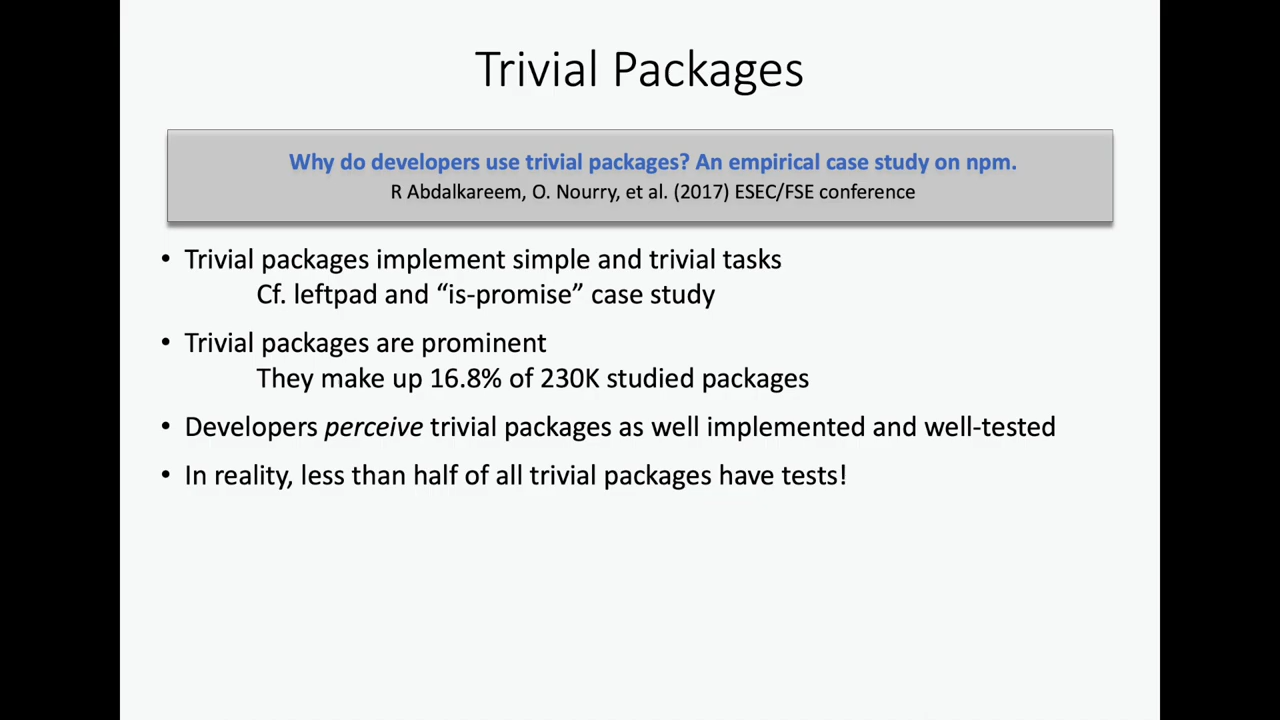 Trivial Packages
Why do developers use trivial packages? An empirical case study on npm.
R Abdalkareem, O. Nourry, et al. (2017) ESEC/FSE conference
• Trivial packages implement simple and trivial tasks
Cf. leftpad and “is-promise” case study
• Trivial packages are prominent
They make up 16.8% of 230K studied packages
• Developers perceive trivial packages as well implemented and well-tested
• In reality, less than half of all trivial packages have tests!